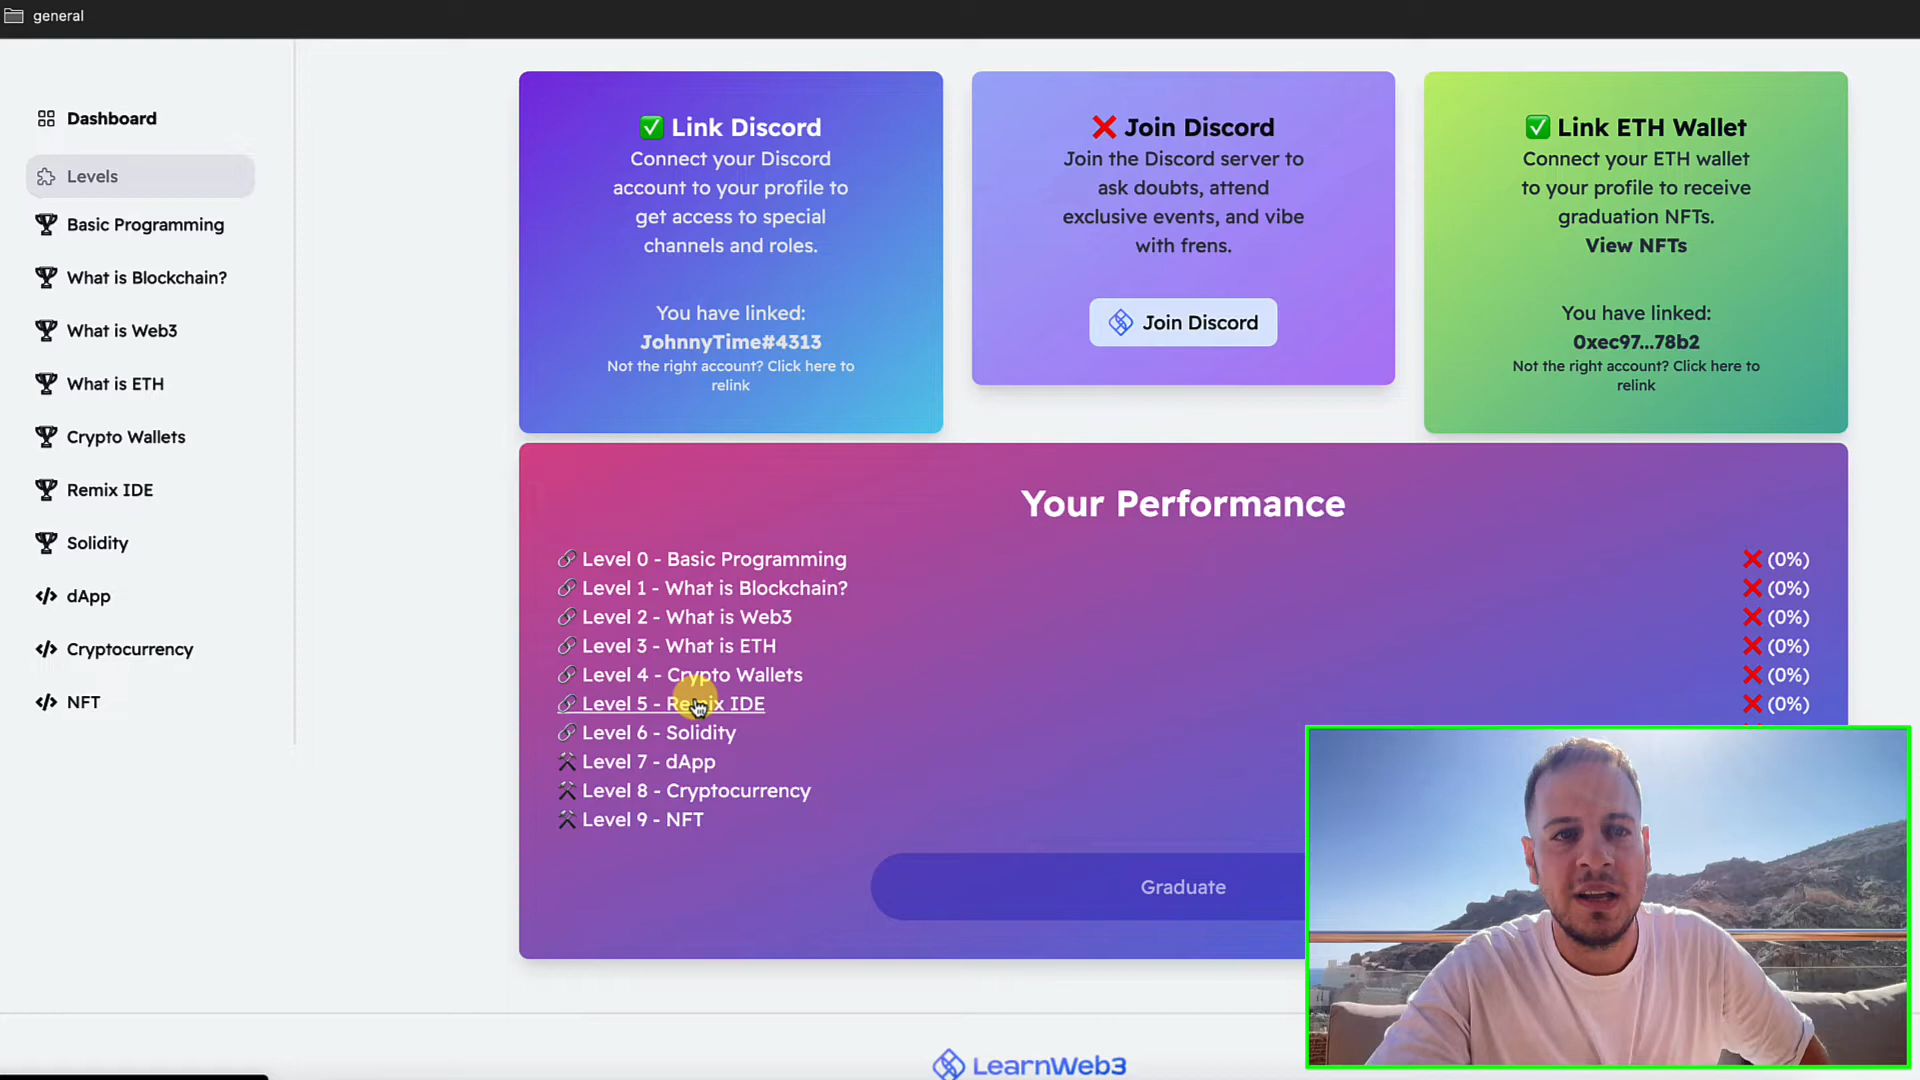 general
Dashboard
Levels
Basic Programming
What is Blockchain?
What is Web3
What is ETH
Crypto Wallets
Remix IDE
Solidity
dApp
Cryptocurrency
NFT
✅ Link Discord
Connect your Discord
account to your profile to
get access to special
channels and roles.
You have linked:
JohnnyTime#4313
Not the right account? Click here to
relink
❌ Join Discord
Join the Discord server to
ask doubts, attend
exclusive events, and vibe
with frens.
Join Discord
✅ Link ETH Wallet
Connect your ETH wallet
to your profile to receive
graduation NFTs.
View NFTs
You have linked:
0xec97...78b2
Not the right account? Click here to
relink
Your Performance
🔗 Level 0 - Basic Programming ❌ (0%)
🔗 Level 1 - What is Blockchain? ❌ (0%)
🔗 Level 2 - What is Web3 ❌ (0%)
🔗 Level 3 - What is ETH ❌ (0%)
🔗 Level 4 - Crypto Wallets ❌ (0%)
🔗 Level 5 - Remix IDE ❌ (0%)
🔗 Level 6 - Solidity
⚒ Level 7 - dApp
⚒ Level 8 - Cryptocurrency
⚒ Level 9 - NFT
Graduate
LearnWeb3